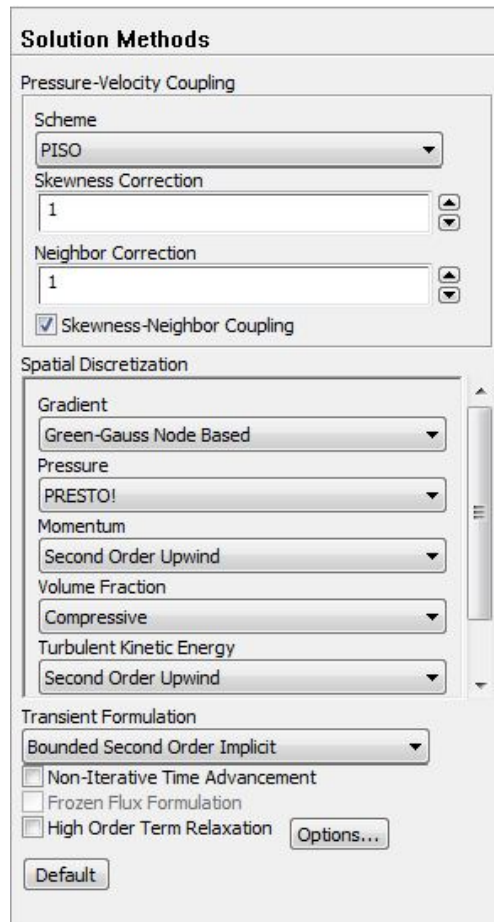 Solution Methods
Pressure-Velocity Coupling
Scheme
PISO
Skewness Correction
1
Neighbor Correction
1
Skewness-Neighbor Coupling
Spatial Discretization
Gradient
Green-Gauss Node Based
Pressure
PRESTO!
Momentum
Second Order Upwind
Volume Fraction
Compressive
Turbulent Kinetic Energy
Second Order Upwind
Transient Formulation
Bounded Second Order Implicit
Non-Iterative Time Advancement
Frozen Flux Formulation
High Order Term Relaxation Options...
Default